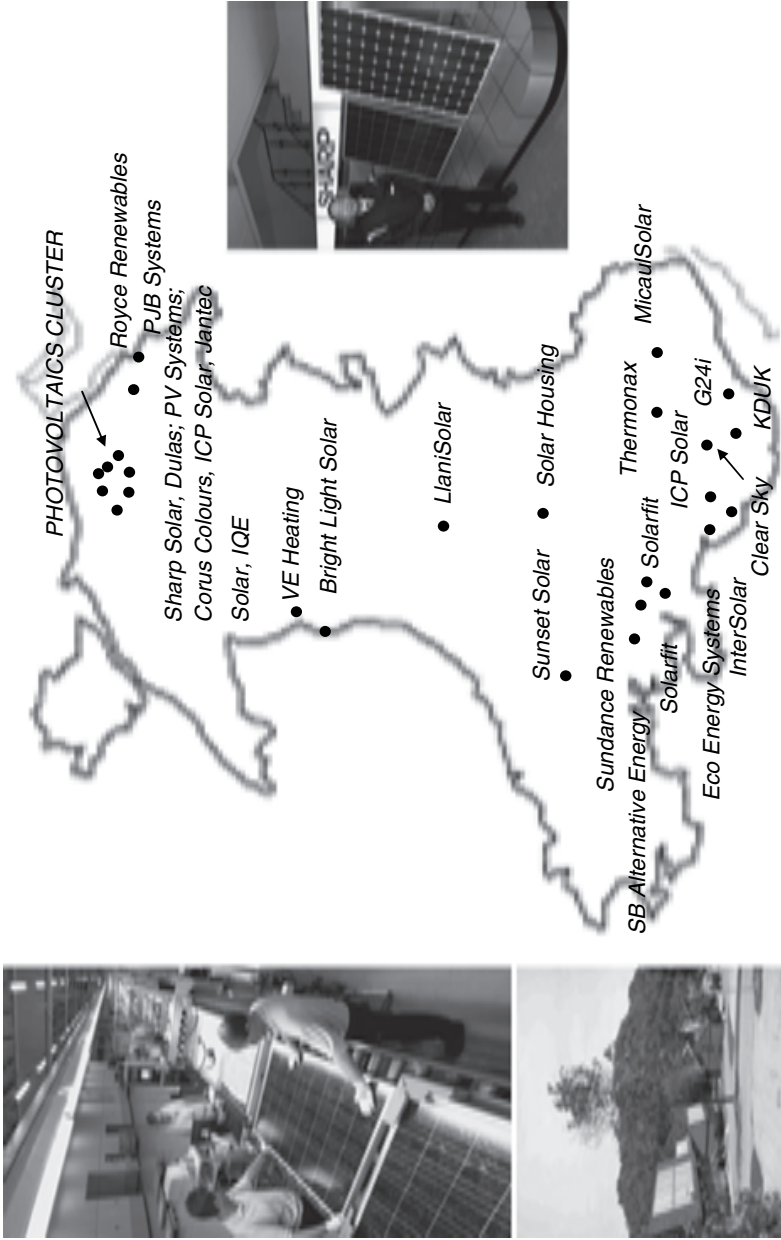 PHOTOVOLTAICS CLUSTER
Royce Renewables
PJB Systems
Sharp Solar, Dulas; PV Systems;
Corus Colours, ICP Solar, Jantec
Solar, IQE
VE Heating
Bright Light Solar
LlaniSolar
Solar Housing
Sunset Solar
Sundance Renewables
SB Alternative Energy
Solarfit
Solarfit
Thermonax
MicaulSolar
ICP Solar
G24i
KDUK
Clear Sky
Eco Energy Systems
InterSolar
SHARP